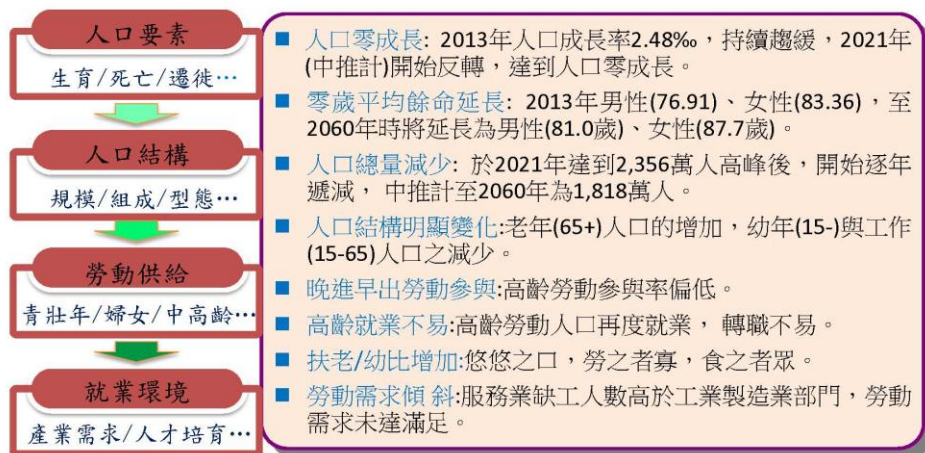 人口要素
生育/死亡/遷徙…
人口結構
規模/組成/型態…
勞動供給
青壯年/婦女/中高齡…
就業環境
產業需求/人才培育…
■ 人口零成長: 2013年人口成長率2.48‰，持續趨緩，2021年
(中推計)開始反轉，達到人口零成長。
■ 零歲平均餘命延長: 2013年男性(76.91)、女性(83.36)，至
2060年時將延長為男性(81.0歲)、女性(87.7歲)。
■ 人口總量減少: 於2021年達到2,356萬人高峰後，開始逐年
遞減， 中推計至2060年為1,818萬人。
■ 人口結構明顯變化:老年(65+)人口的增加，幼年(15-)與工作
(15-65)人口之減少。
■ 晚進早出勞動參與:高齡勞動參與率偏低。
■ 高齡就業不易:高齡勞動人口再度就業， 轉職不易。
■ 扶老/幼比增加:悠悠之口，勞之者寡，食之者眾。
■ 勞動需求傾 斜:服務業缺工人數高於工業製造業部門，勞動
需求未達滿足。